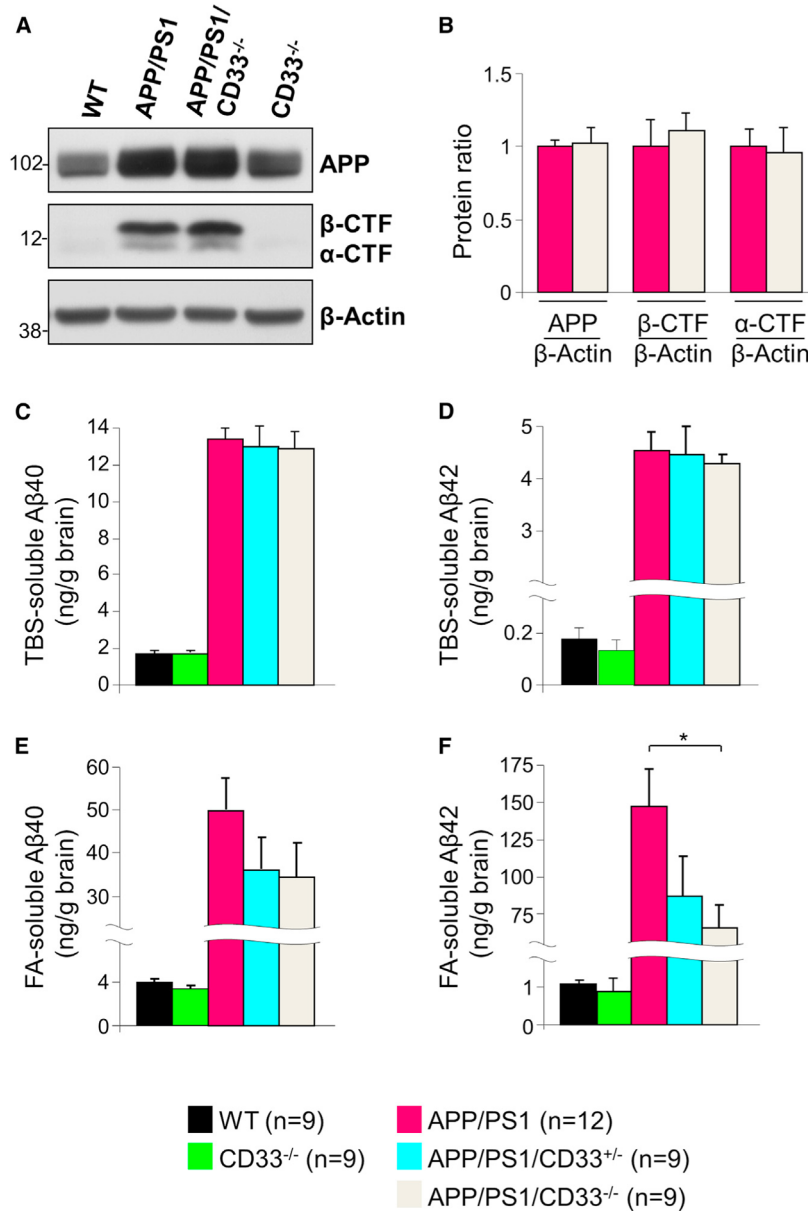 A
WT
APP/PS1
APP/PS1/
CD33-/-
CD33-/-
102
APP
12
β-CTF
α-CTF
38
β-Actin
B
Protein ratio
1.5
1
0.5
0
APP
β-Actin
β-CTF
β-Actin
α-CTF
β-Actin
C
TBS-soluble Aβ40
(ng/g brain)
14
12
10
8
6
4
2
0
D
TBS-soluble Aβ42
(ng/g brain)
5
4
3
0.2
0
E
FA-soluble Aβ40
(ng/g brain)
60
50
40
30
4
0
F
FA-soluble Aβ42
(ng/g brain)
175
150
125
100
75
1
0
*
WT (n=9)
CD33-/- (n=9)
APP/PS1 (n=12)
APP/PS1/CD33+/- (n=9)
APP/PS1/CD33-/- (n=9)